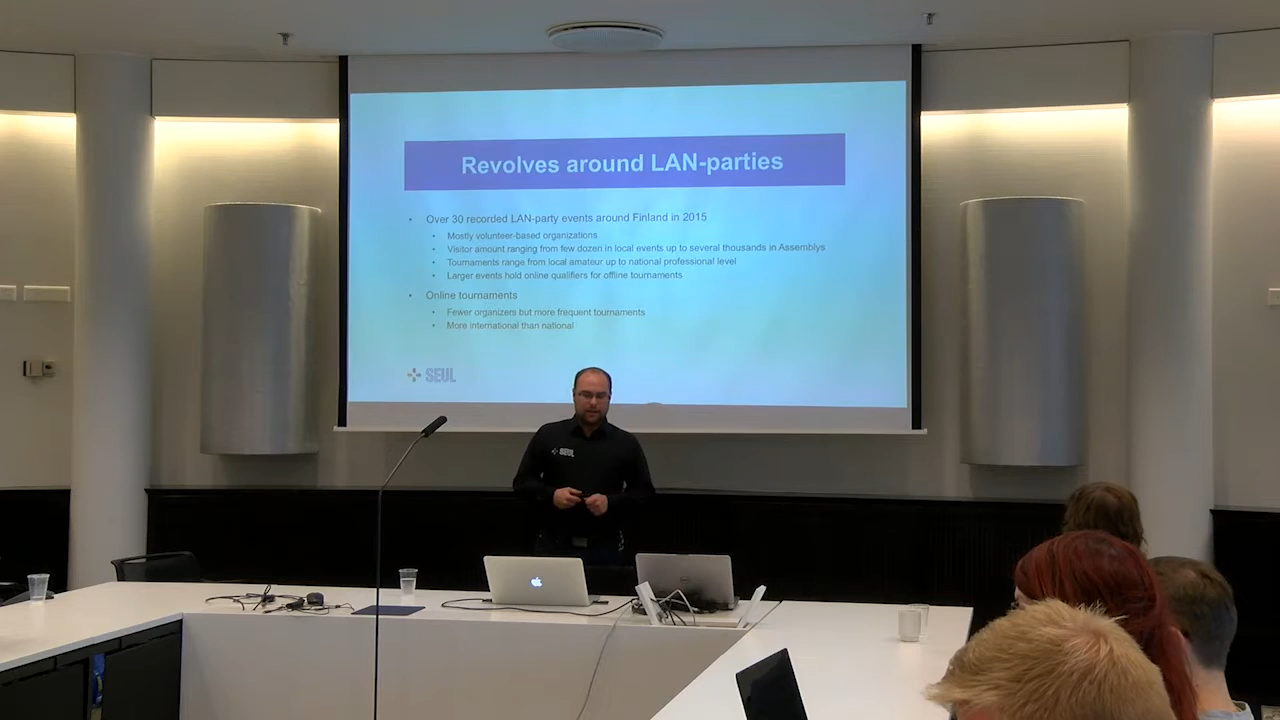 Revolves around LAN-parties
• Over 30 recorded LAN-party events around Finland in 2015
• Mostly volunteer-based organizations
• Visitor amount ranging from few dozen in local events up to several thousands in Assemblys
• Tournaments range from local amateur up to national professional level
• Larger events hold online qualifiers for offline tournaments
• Online tournaments
• Fewer organizers but more frequent tournaments
• More international than national
SEUL
SEUL